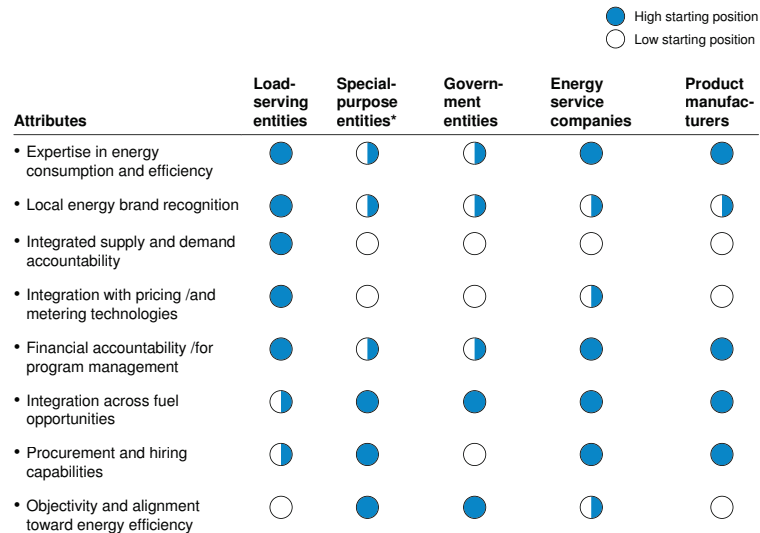 High starting position
Low starting position
Load-
serving
entities
Special-
purpose
entities*
Govern-
ment
entities
Energy
service
companies
Product
manufac-
turers
Attributes
• Expertise in energy
consumption and efficiency
• Local energy brand recognition
• Integrated supply and demand
accountability
• Integration with pricing /and
metering technologies
• Financial accountability /for
program management
• Integration across fuel
opportunities
• Procurement and hiring
capabilities
• Objectivity and alignment
toward energy efficiency